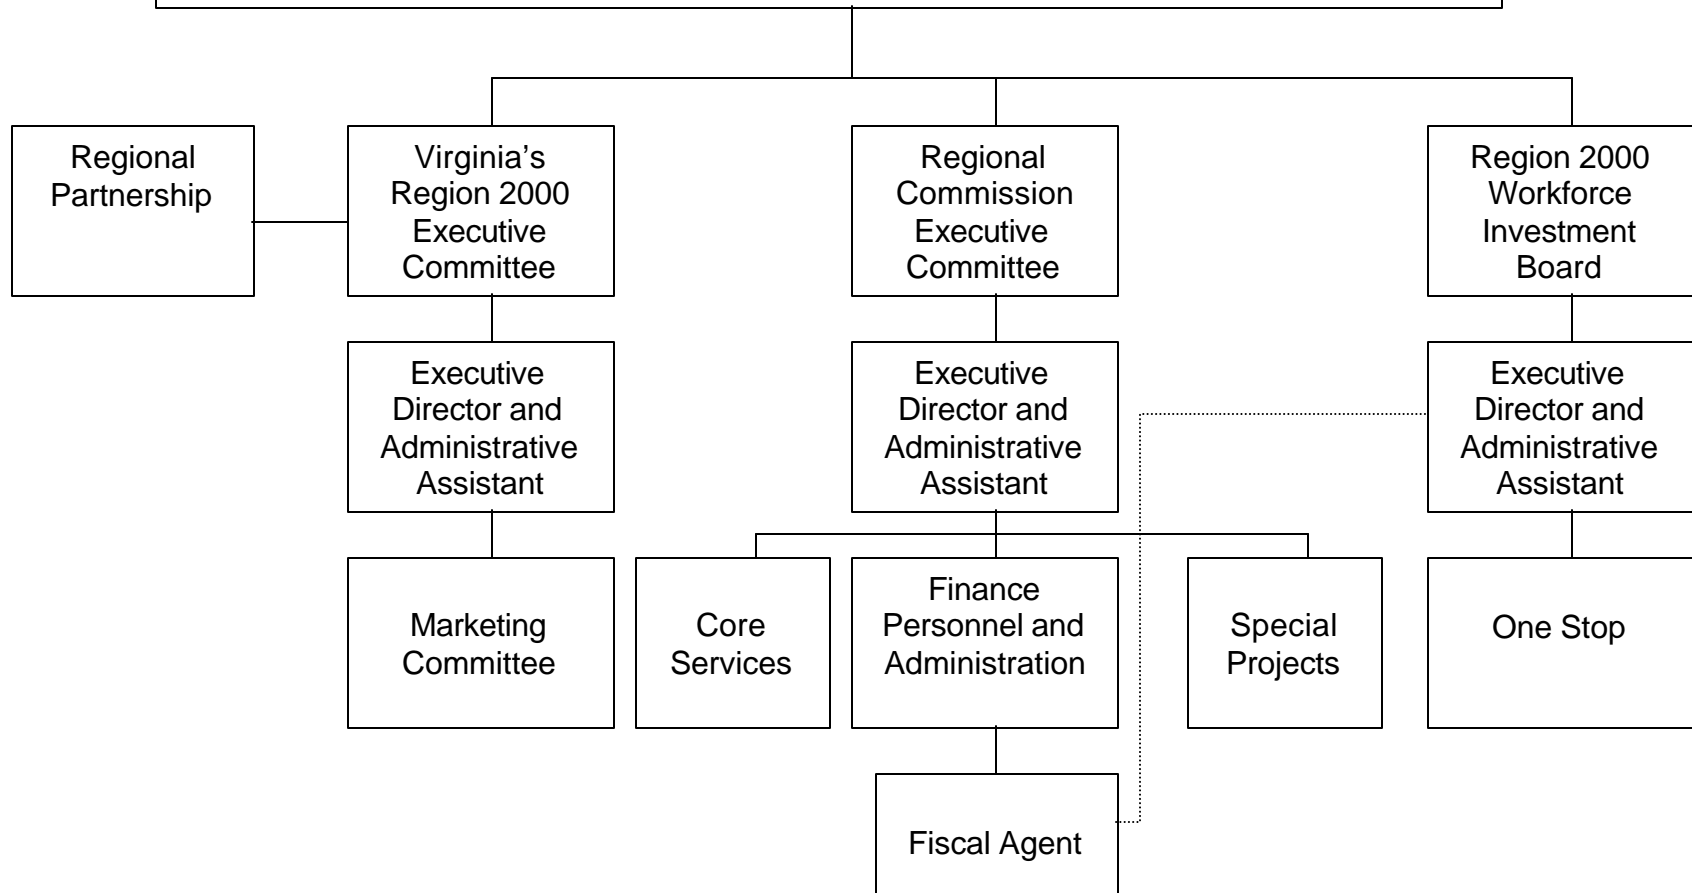 Regional
Partnership
Virginia’s
Region 2000
Executive
Committee
Regional
Commission
Executive
Committee
Region 2000
Workforce
Investment
Board
Executive
Director and
Administrative
Assistant
Executive
Director and
Administrative
Assistant
Executive
Director and
Administrative
Assistant
Marketing
Committee
Core
Services
Finance
Personnel and
Administration
Special
Projects
One Stop
Fiscal Agent